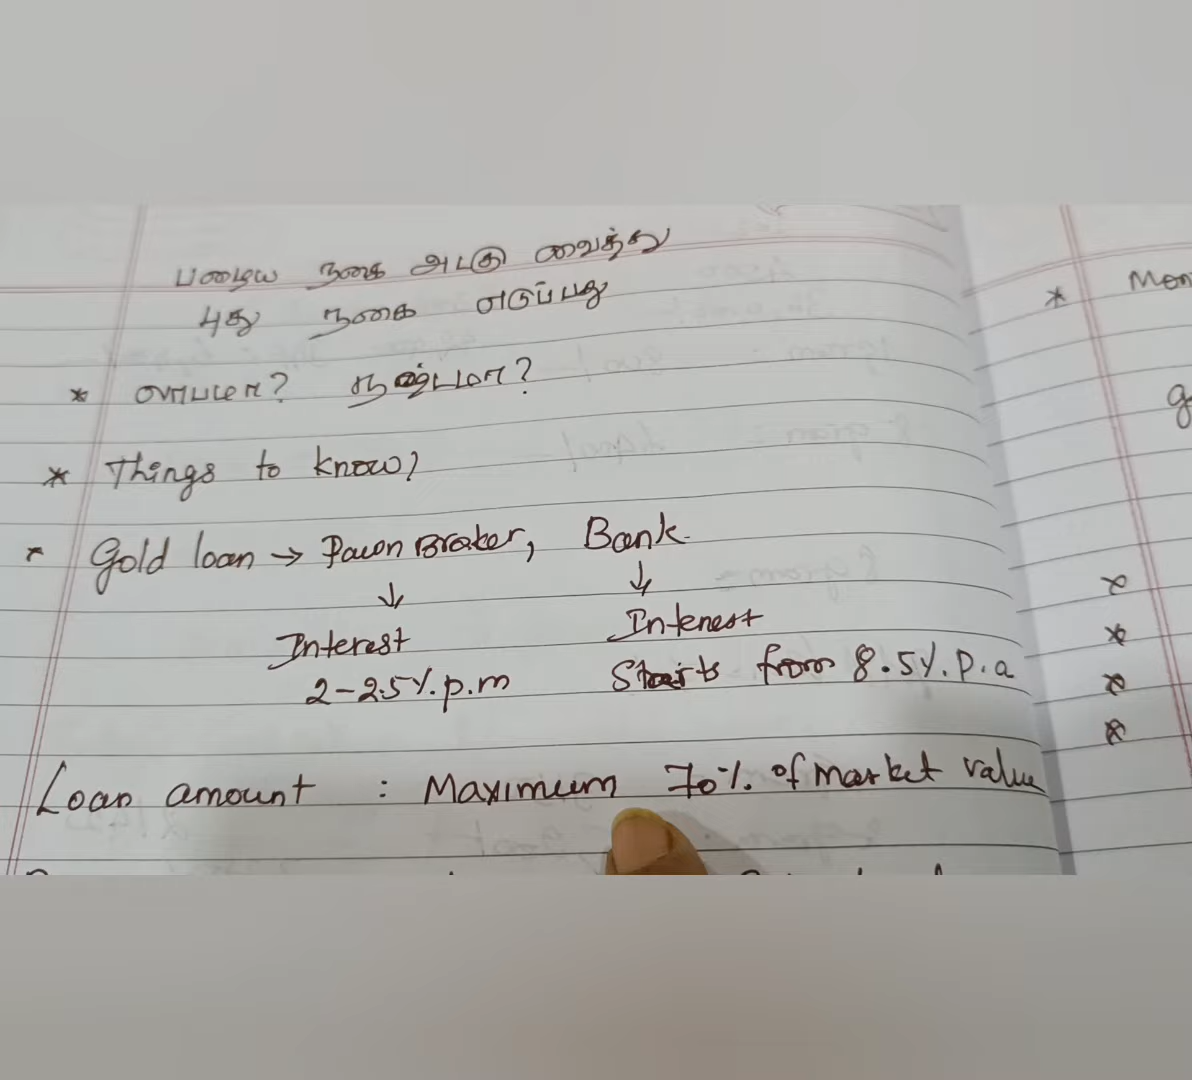 பழைய நகை அடகு வைத்து
புது நகை எடுப்பது
* லாபமா? நஷ்டமா?
* Things to know?
* Gold loan → Pawn Broker, Bank
↓ ↓
Interest Interest
2-2.5%.p.m Starts from 8.5%.p.a
Loan amount : Maximum 70%. of market value
* Mon
g
*
*
*
*